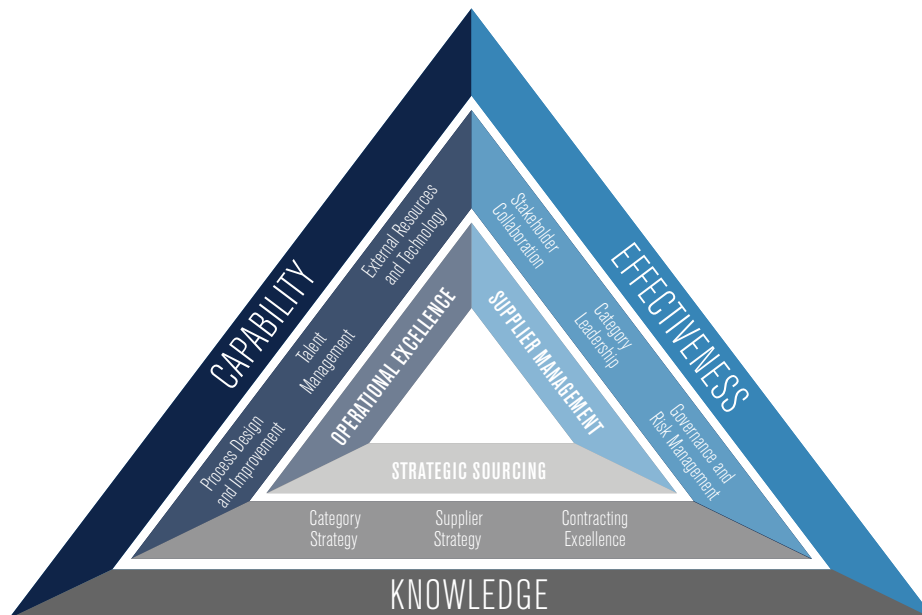 CAPABILITY
EFFECTIVENESS
KNOWLEDGE
External Resources
and Technology
Talent
Management
Process Design
and Improvement
Stakeholder
Collaboration
Category
Leadership
Governance and
Risk Management
OPERATIONAL EXCELLENCE
SUPPLIER MANAGEMENT
STRATEGIC SOURCING
Category
Strategy
Supplier
Strategy
Contracting
Excellence